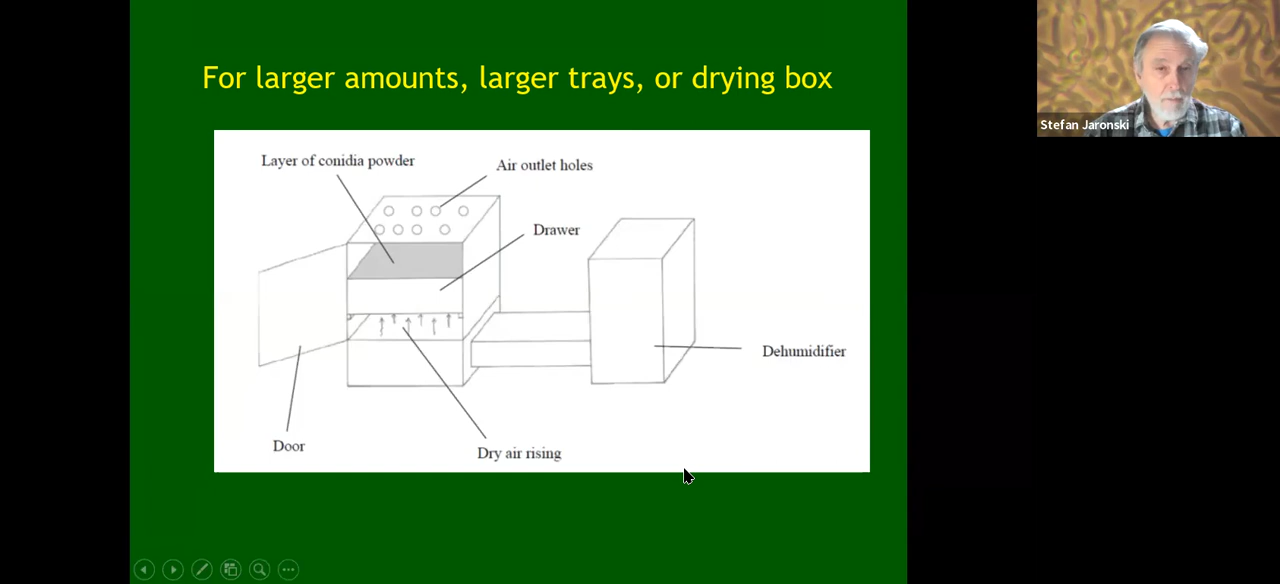 For larger amounts, larger trays, or drying box
Stefan Jaronski
Layer of conidia powder
Air outlet holes
Drawer
Dehumidifier
Door
Dry air rising